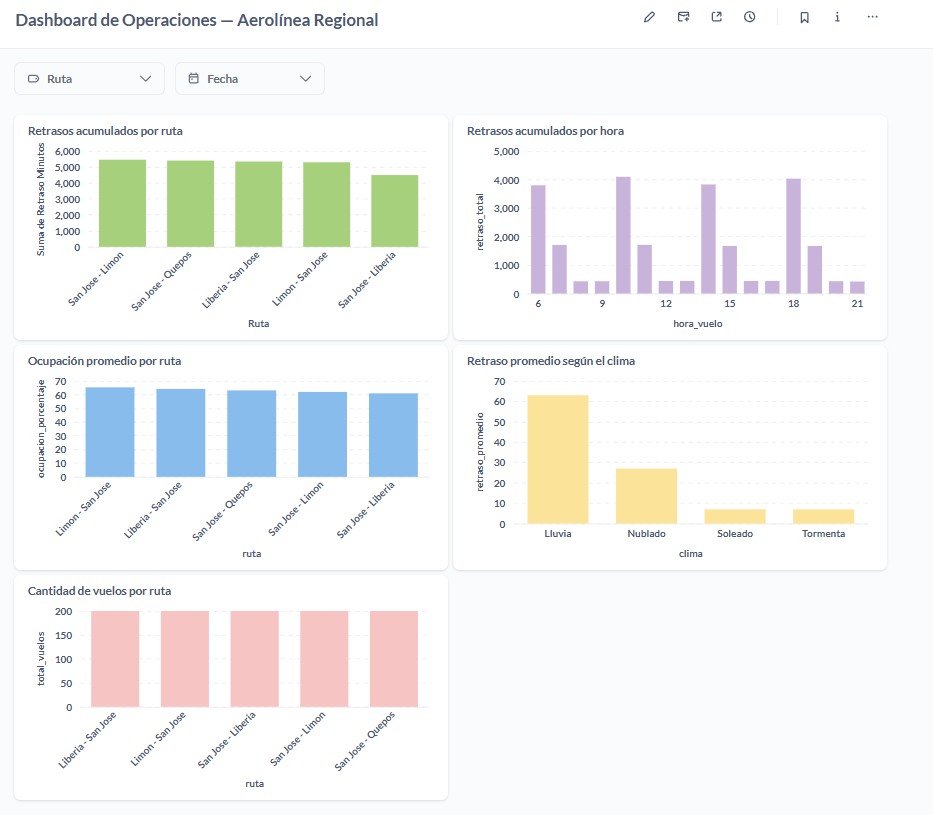 Dashboard de Operaciones — Aerolínea Regional
Ruta
Fecha
Retrasos acumulados por ruta
Suma de Retraso Minutos
6,000
5,000
4,000
3,000
2,000
1,000
0
San Jose - Limon
San Jose - Quepos
Liberia - San Jose
Limon - San Jose
San Jose - Liberia
Ruta
Retrasos acumulados por hora
retraso_total
5,000
4,000
3,000
2,000
1,000
0
6
9
12
15
18
21
hora_vuelo
Ocupación promedio por ruta
ocupacion_porcentaje
70
60
50
40
30
20
10
0
Limon - San Jose
Liberia - San Jose
San Jose - Quepos
San Jose - Limon
San Jose - Liberia
ruta
Retraso promedio según el clima
retraso_promedio
70
60
50
40
30
20
10
0
Lluvia
Nublado
Soleado
Tormenta
clima
Cantidad de vuelos por ruta
total_vuelos
200
150
100
50
0
Liberia - San Jose
Limon - San Jose
San Jose - Liberia
San Jose - Limon
San Jose - Quepos
ruta